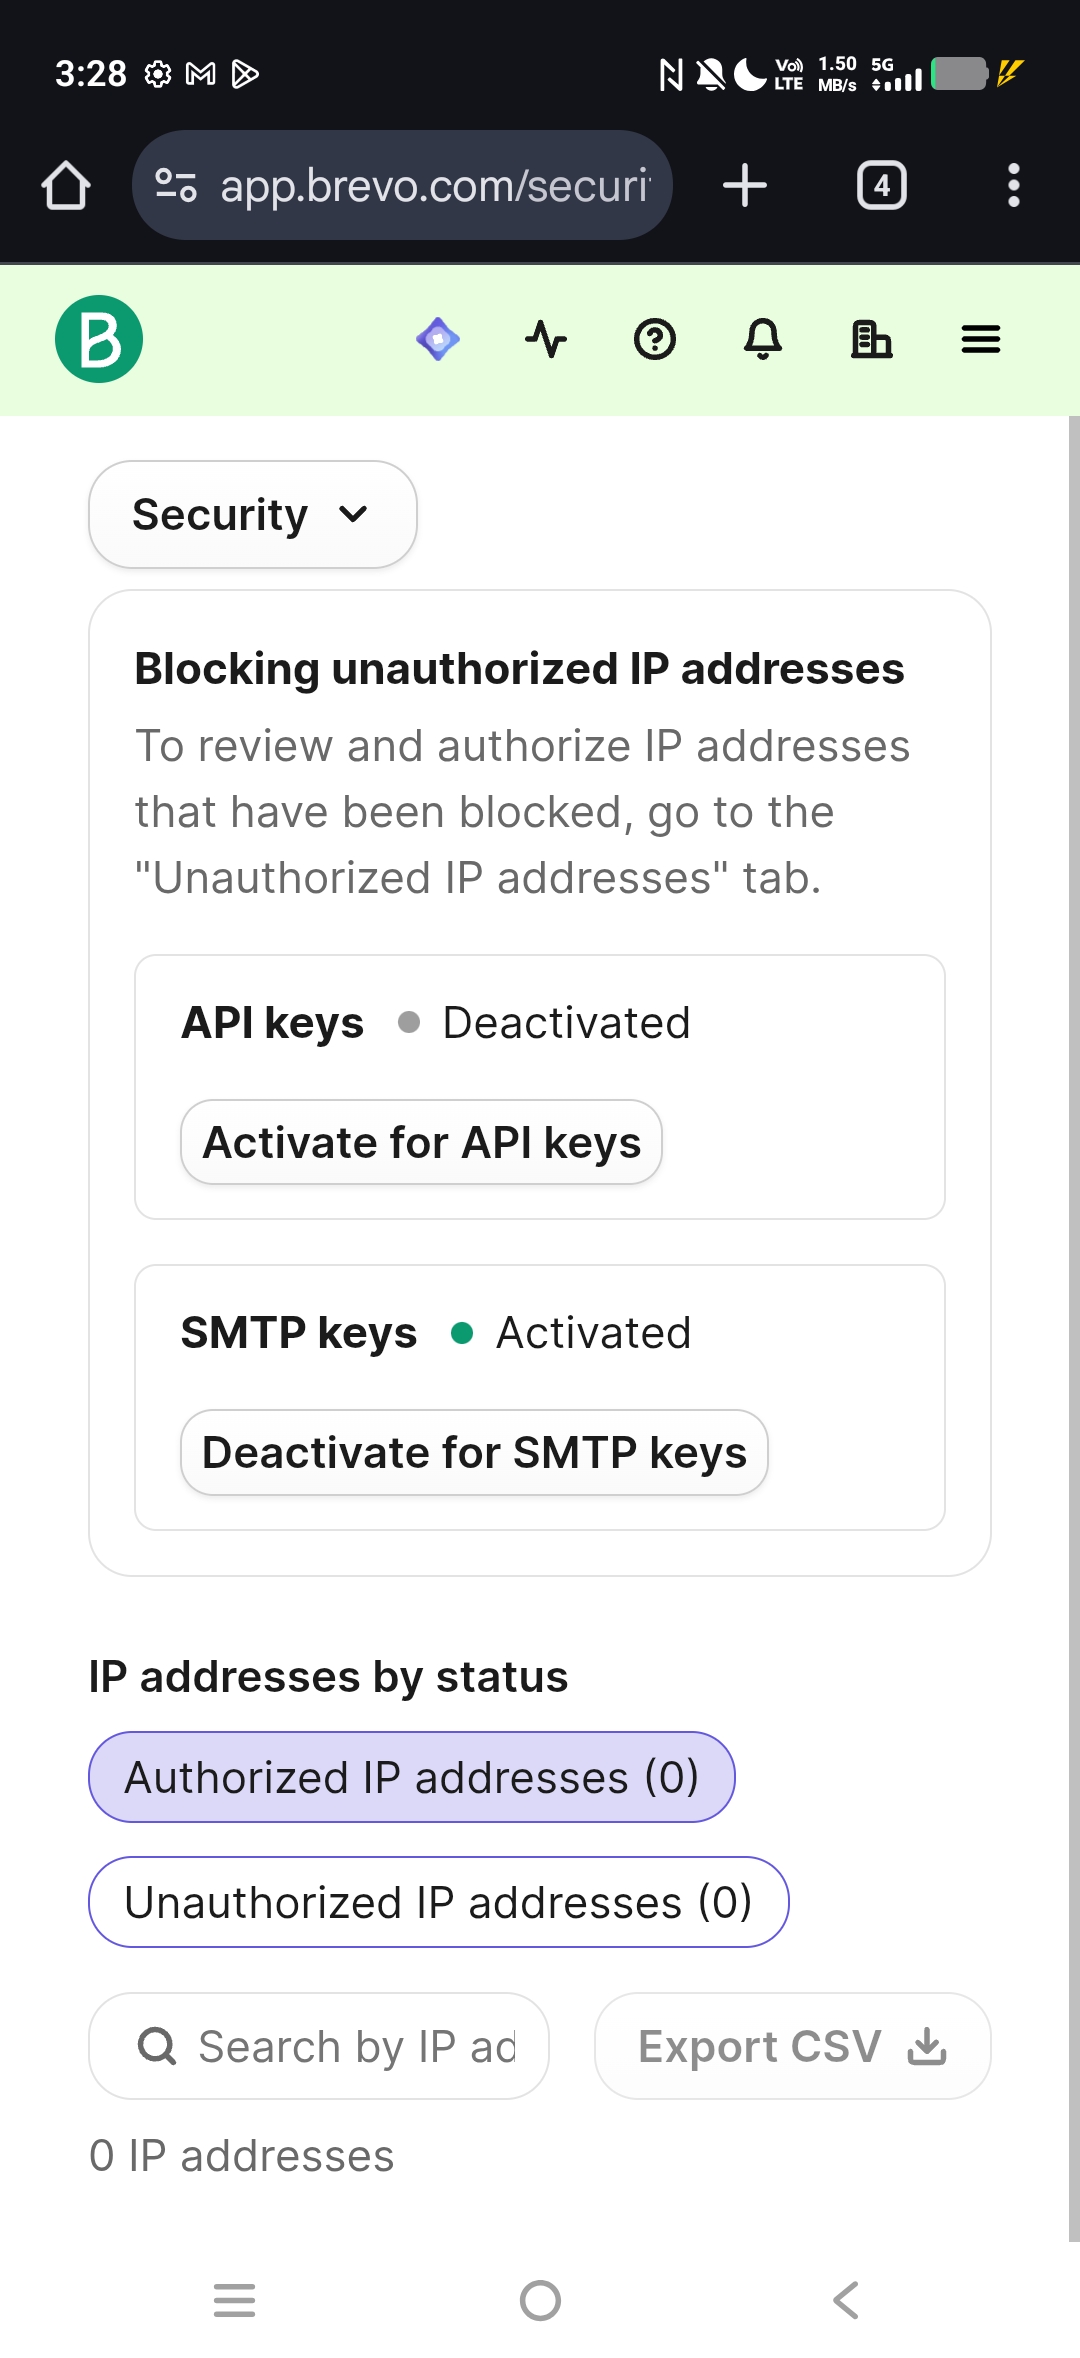 3:28
Vo) LTE
1.50 MB/s
5G
app.brevo.com/securi
4
B
Security
Blocking unauthorized IP addresses
To review and authorize IP addresses
that have been blocked, go to the
"Unauthorized IP addresses" tab.
API keys Deactivated
Activate for API keys
SMTP keys Activated
Deactivate for SMTP keys
IP addresses by status
Authorized IP addresses (0)
Unauthorized IP addresses (0)
Search by IP ad
Export CSV
0 IP addresses